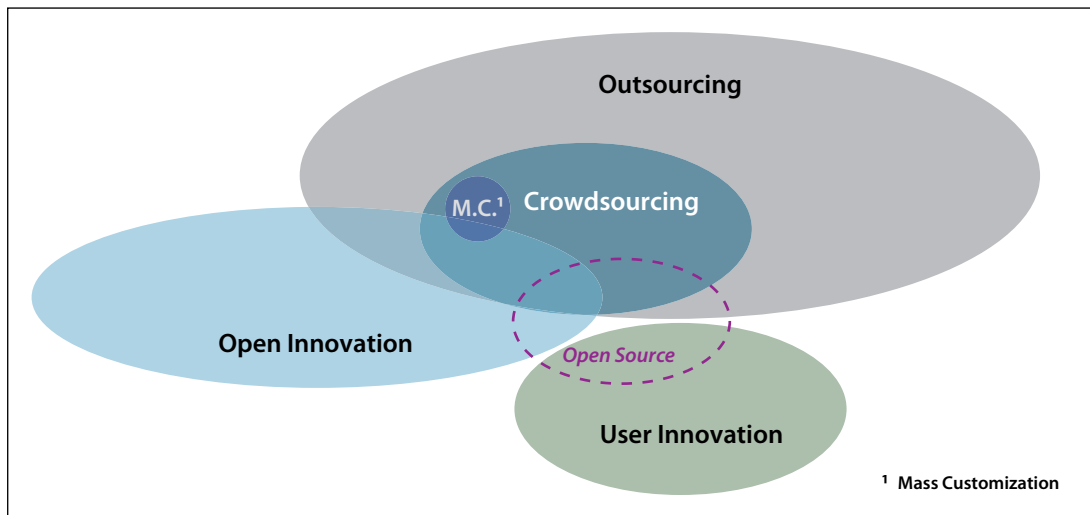 Outsourcing
M.C.¹ Crowdsourcing
Open Innovation
Open Source
User Innovation
¹ Mass Customization